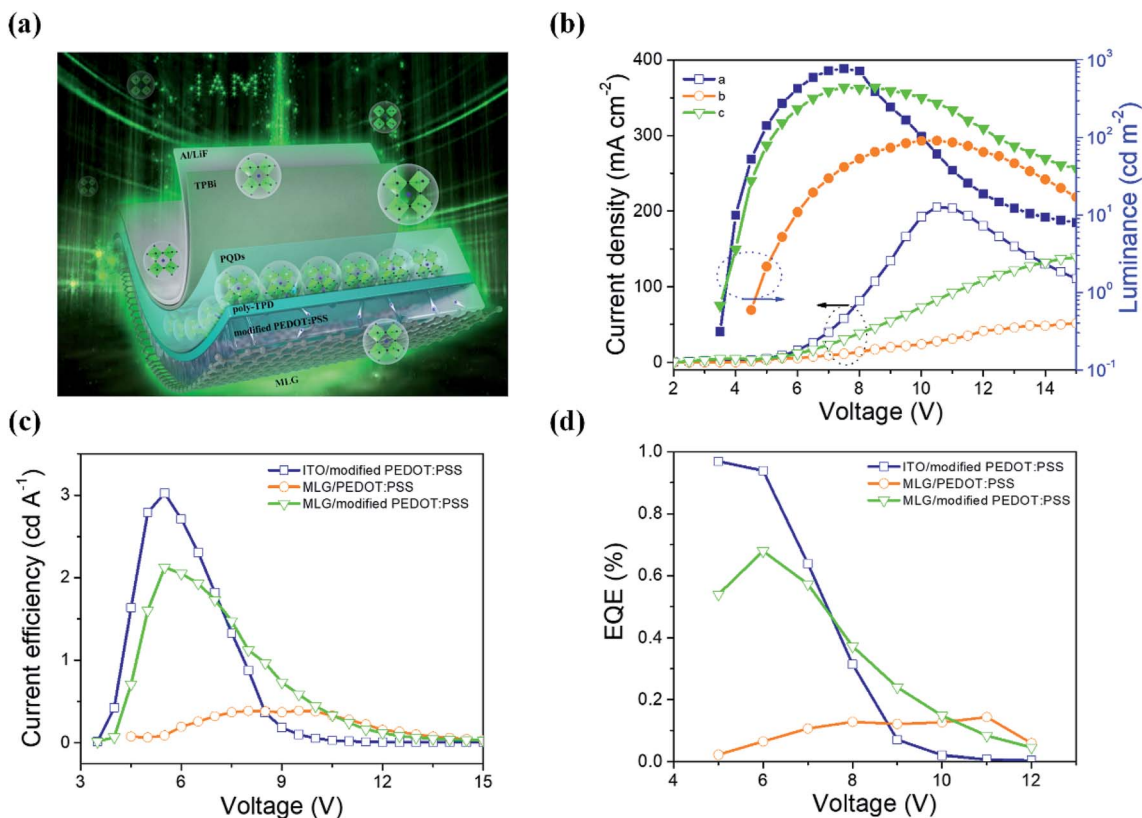 (a)
IAM
Al/LiF
TPBi
PQDs
poly-TPD
modified PEDOT:PSS
MLG
(b)
Current density (mA cm⁻²)
400
300
200
100
0
a
b
c
10³
10²
10¹
10⁰
10⁻¹
Luminance (cd m⁻²)
2 4 6 8 10 12 14
Voltage (V)
(c)
Current efficiency (cd A⁻¹)
3
2
1
0
ITO/modified PEDOT:PSS
MLG/PEDOT:PSS
MLG/modified PEDOT:PSS
3 6 9 12 15
Voltage (V)
(d)
EQE (%)
1.0
0.8
0.6
0.4
0.2
0.0
ITO/modified PEDOT:PSS
MLG/PEDOT:PSS
MLG/modified PEDOT:PSS
4 6 8 10 12
Voltage (V)